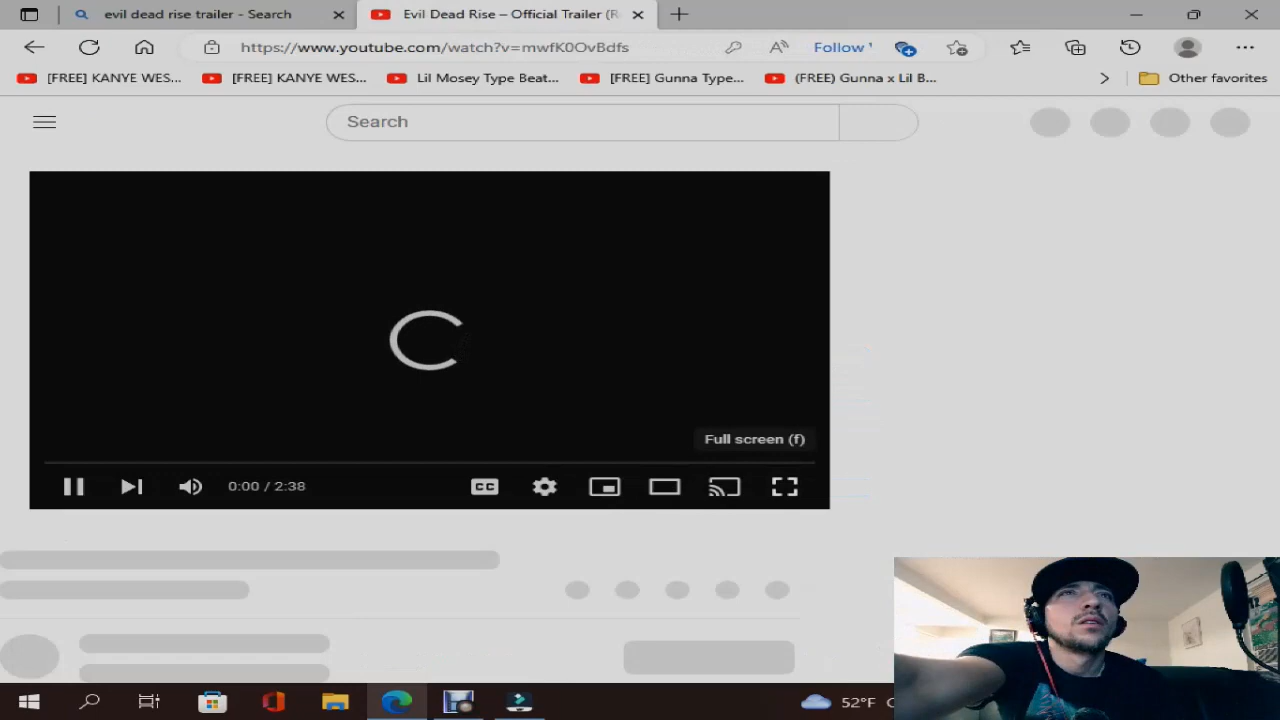 evil dead rise trailer - Search
Evil Dead Rise – Official Trailer (R
https://www.youtube.com/watch?v=mwfK0OvBdfs
Follow
[FREE] KANYE WES...
[FREE] KANYE WES...
Lil Mosey Type Beat...
[FREE] Gunna Type...
(FREE) Gunna x Lil B...
Other favorites
Search
Full screen (f)
0:00 / 2:38
CC
52°F